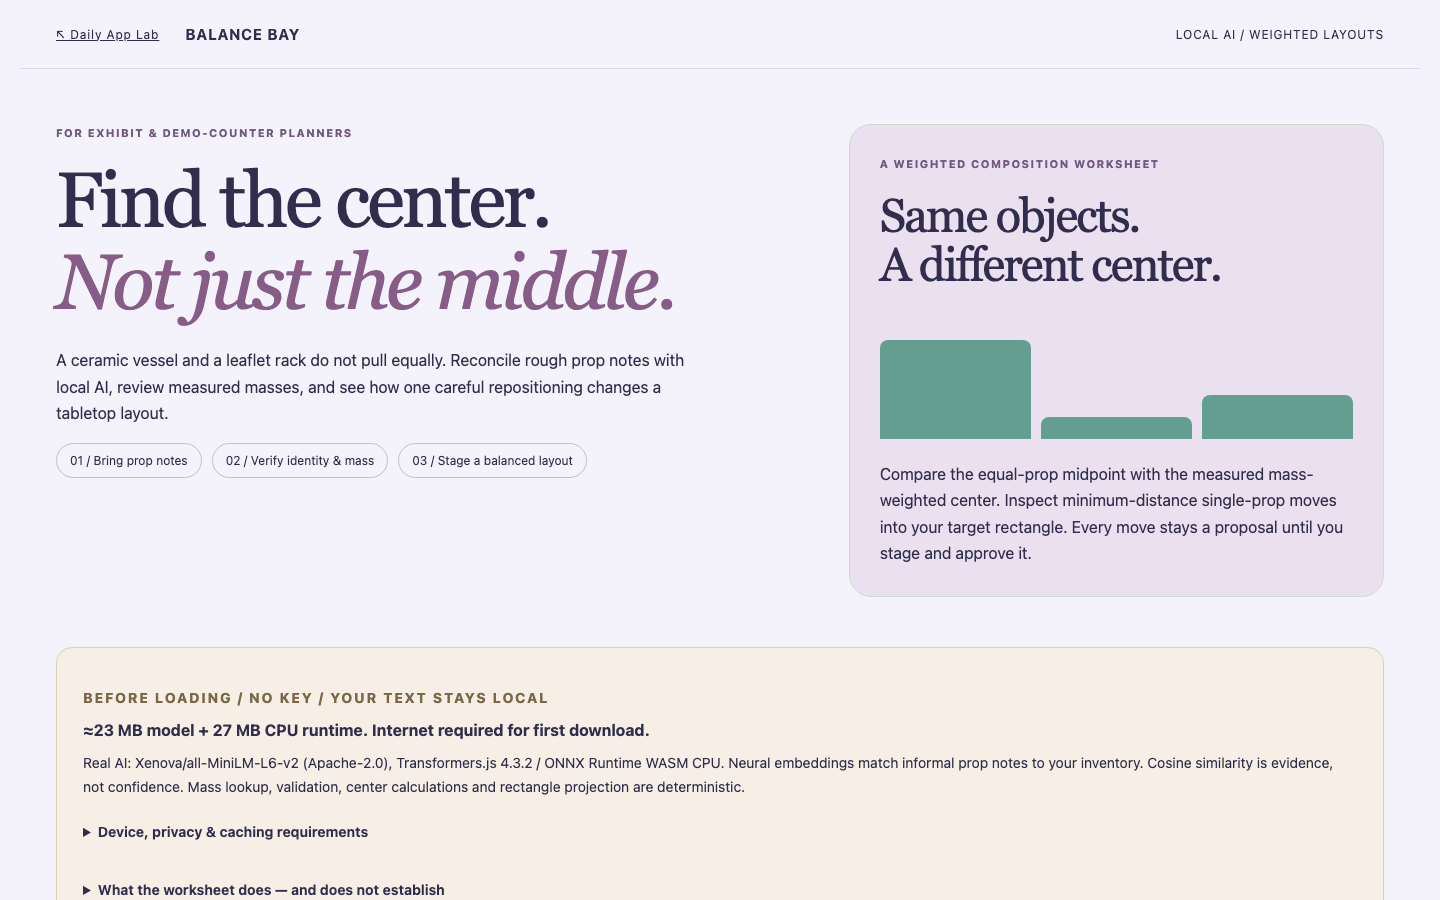 ↖ Daily App Lab
BALANCE BAY
LOCAL AI / WEIGHTED LAYOUTS
FOR EXHIBIT & DEMO-COUNTER PLANNERS
Find the center.
Not just the middle.
A ceramic vessel and a leaflet rack do not pull equally. Reconcile rough prop notes with
local AI, review measured masses, and see how one careful repositioning changes a
tabletop layout.
01 / Bring prop notes
02 / Verify identity & mass
03 / Stage a balanced layout
A WEIGHTED COMPOSITION WORKSHEET
Same objects.
A different center.
Compare the equal-prop midpoint with the measured mass-
weighted center. Inspect minimum-distance single-prop moves
into your target rectangle. Every move stays a proposal until you
stage and approve it.
BEFORE LOADING / NO KEY / YOUR TEXT STAYS LOCAL
≈23 MB model + 27 MB CPU runtime. Internet required for first download.
Real AI: Xenova/all-MiniLM-L6-v2 (Apache-2.0), Transformers.js 4.3.2 / ONNX Runtime WASM CPU. Neural embeddings match informal prop notes to your inventory. Cosine similarity is evidence,
not confidence. Mass lookup, validation, center calculations and rectangle projection are deterministic.
▶ Device, privacy & caching requirements
▶ What the worksheet does — and does not establish